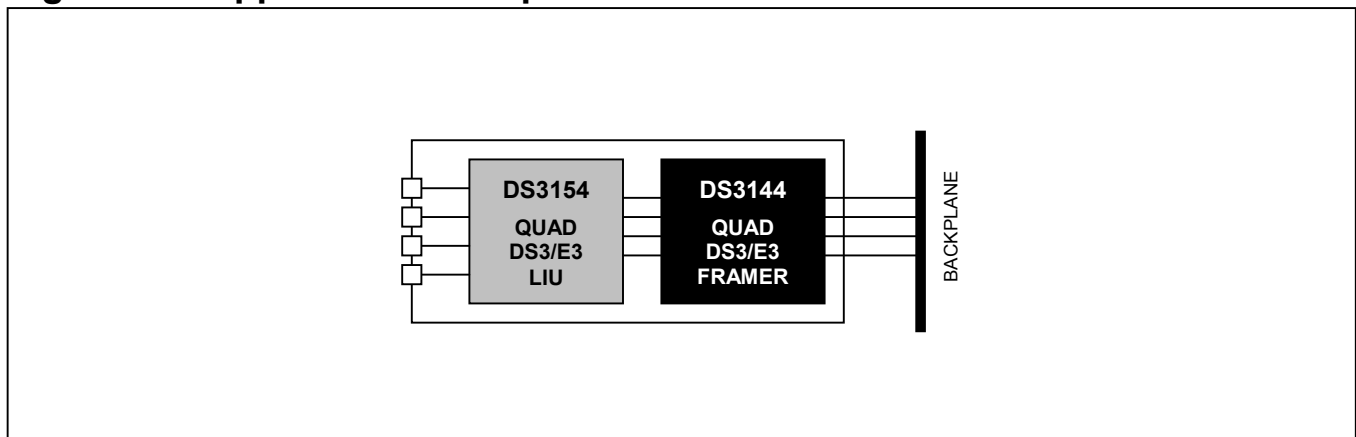 DS3154
QUAD
DS3/E3
LIU
DS3144
QUAD
DS3/E3
FRAMER
BACKPLANE